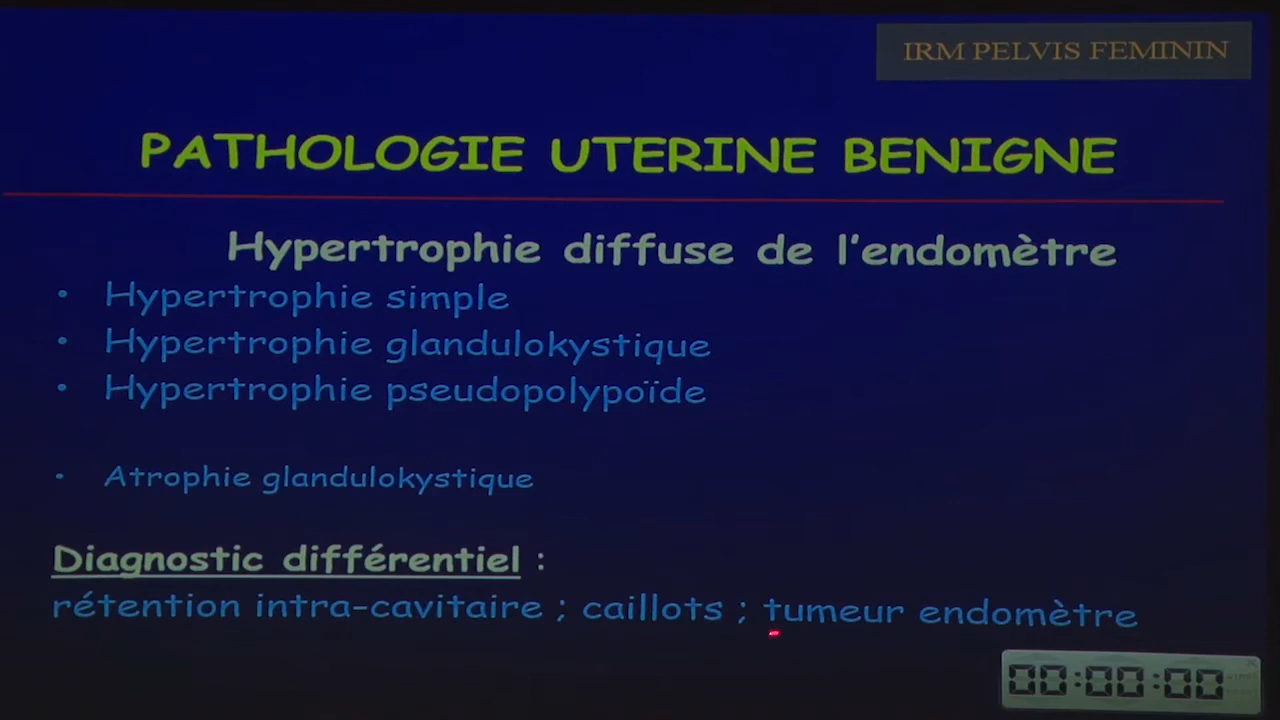 IRM PELVIS FEMININ
PATHOLOGIE UTERINE BENIGNE
Hypertrophie diffuse de l'endomètre
• Hypertrophie simple
• Hypertrophie glandulokystique
• Hypertrophie pseudopolypoïde
• Atrophie glandulokystique
Diagnostic différentiel :
rétention intra-cavitaire ; caillots ; tumeur endomètre
00:00:00